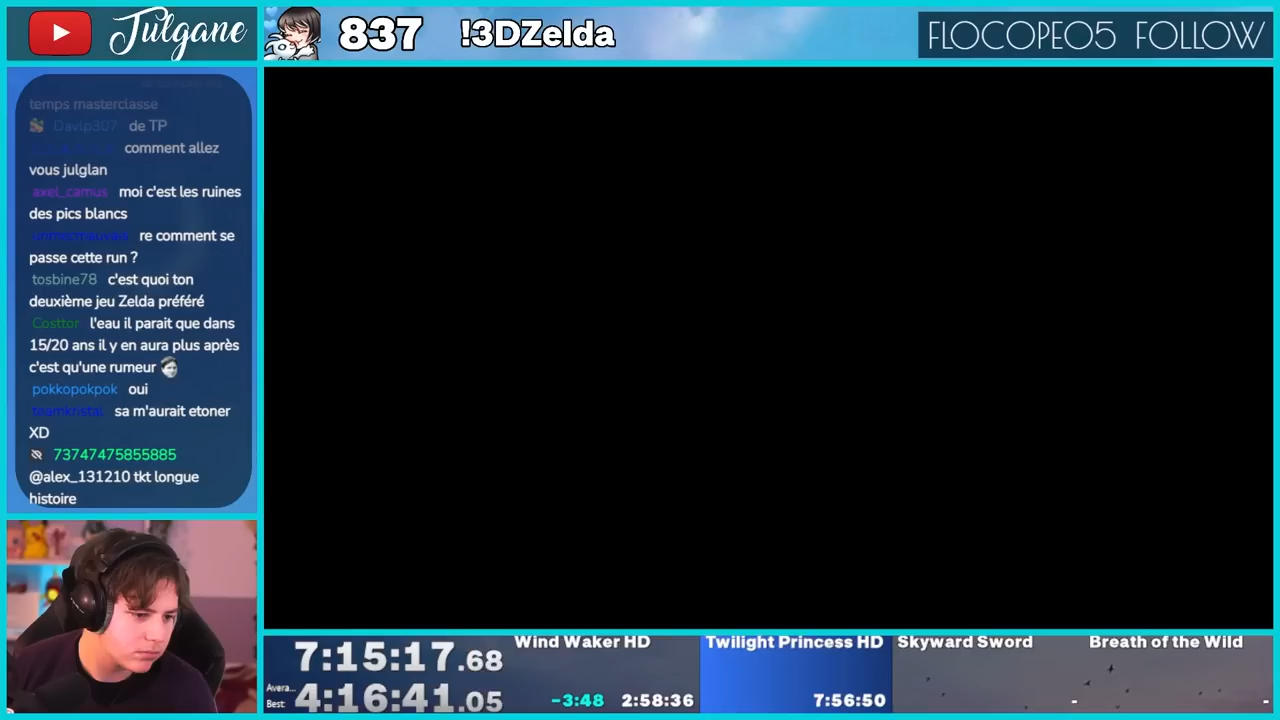 Julgane
837
!3DZelda
FLOCOPEO5 FOLLOW
temps masterclasse
Davlp307 de TP
comment allez
vous julglan
axel_camus moi c'est les ruines
des pics blancs
re comment se
passe cette run ?
tosbine78 c'est quoi ton
deuxième jeu Zelda préféré
Costtor l'eau il parait que dans
15/20 ans il y en aura plus après
c'est qu'une rumeur
pokkopokpok oui
teamkristal sa m'aurait etoner
XD
73747475855885
@alex_131210 tkt longue
histoire
7:15:17.68
Avera...
Best:
4:16:41.05
Wind Waker HD
-3:48 2:58:36
Twilight Princess HD
7:56:50
Skyward Sword
-
Breath of the Wild
-